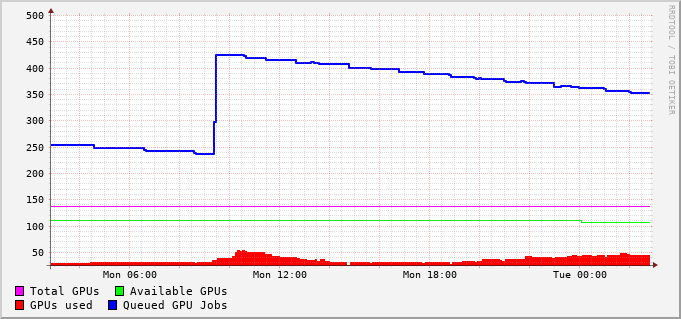 500
450
400
350
300
250
200
150
100
50
Mon 06:00 Mon 12:00 Mon 18:00 Tue 00:00
Total GPUs Available GPUs
GPUs used Queued GPU Jobs
RRDTOOL / TOBI OETIKER